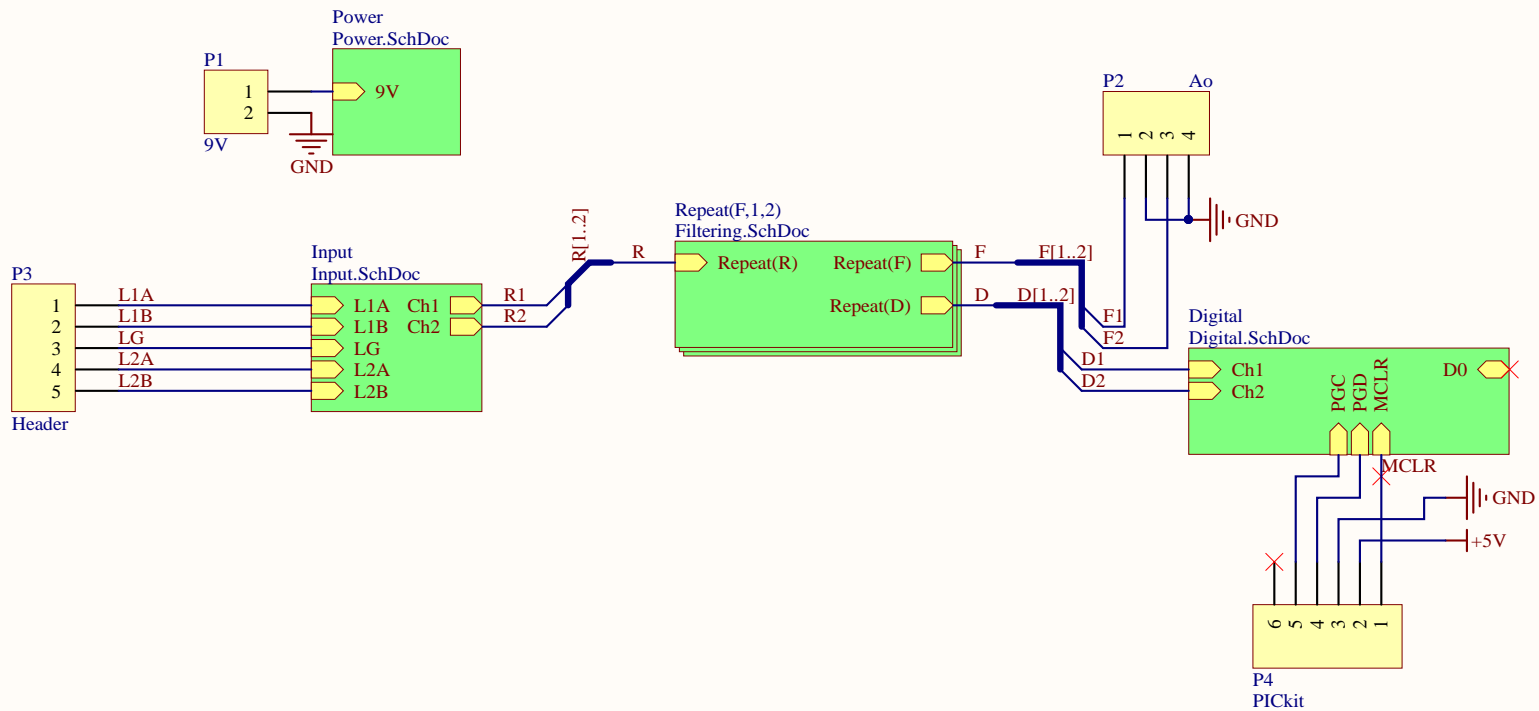 Power
Power.SchDoc
P1
1
2
9V
9V
GND
P2
Ao
1
2
3
4
GND
Repeat(F,1,2)
Filtering.SchDoc
R[1..2]
R
Repeat(R)
Repeat(F)
Repeat(D)
F
F[1..2]
D
D[1..2]
F1
F2
D1
D2
Input
Input.SchDoc
P3
1
2
3
4
5
Header
L1A
L1B
LG
L2A
L2B
L1A
L1B
LG
L2A
L2B
Ch1
Ch2
R1
R2
Digital
Digital.SchDoc
Ch1
Ch2
D0
PGC
PGD
MCLR
MCLR
GND
+5V
6
5
4
3
2
1
P4
PICkit